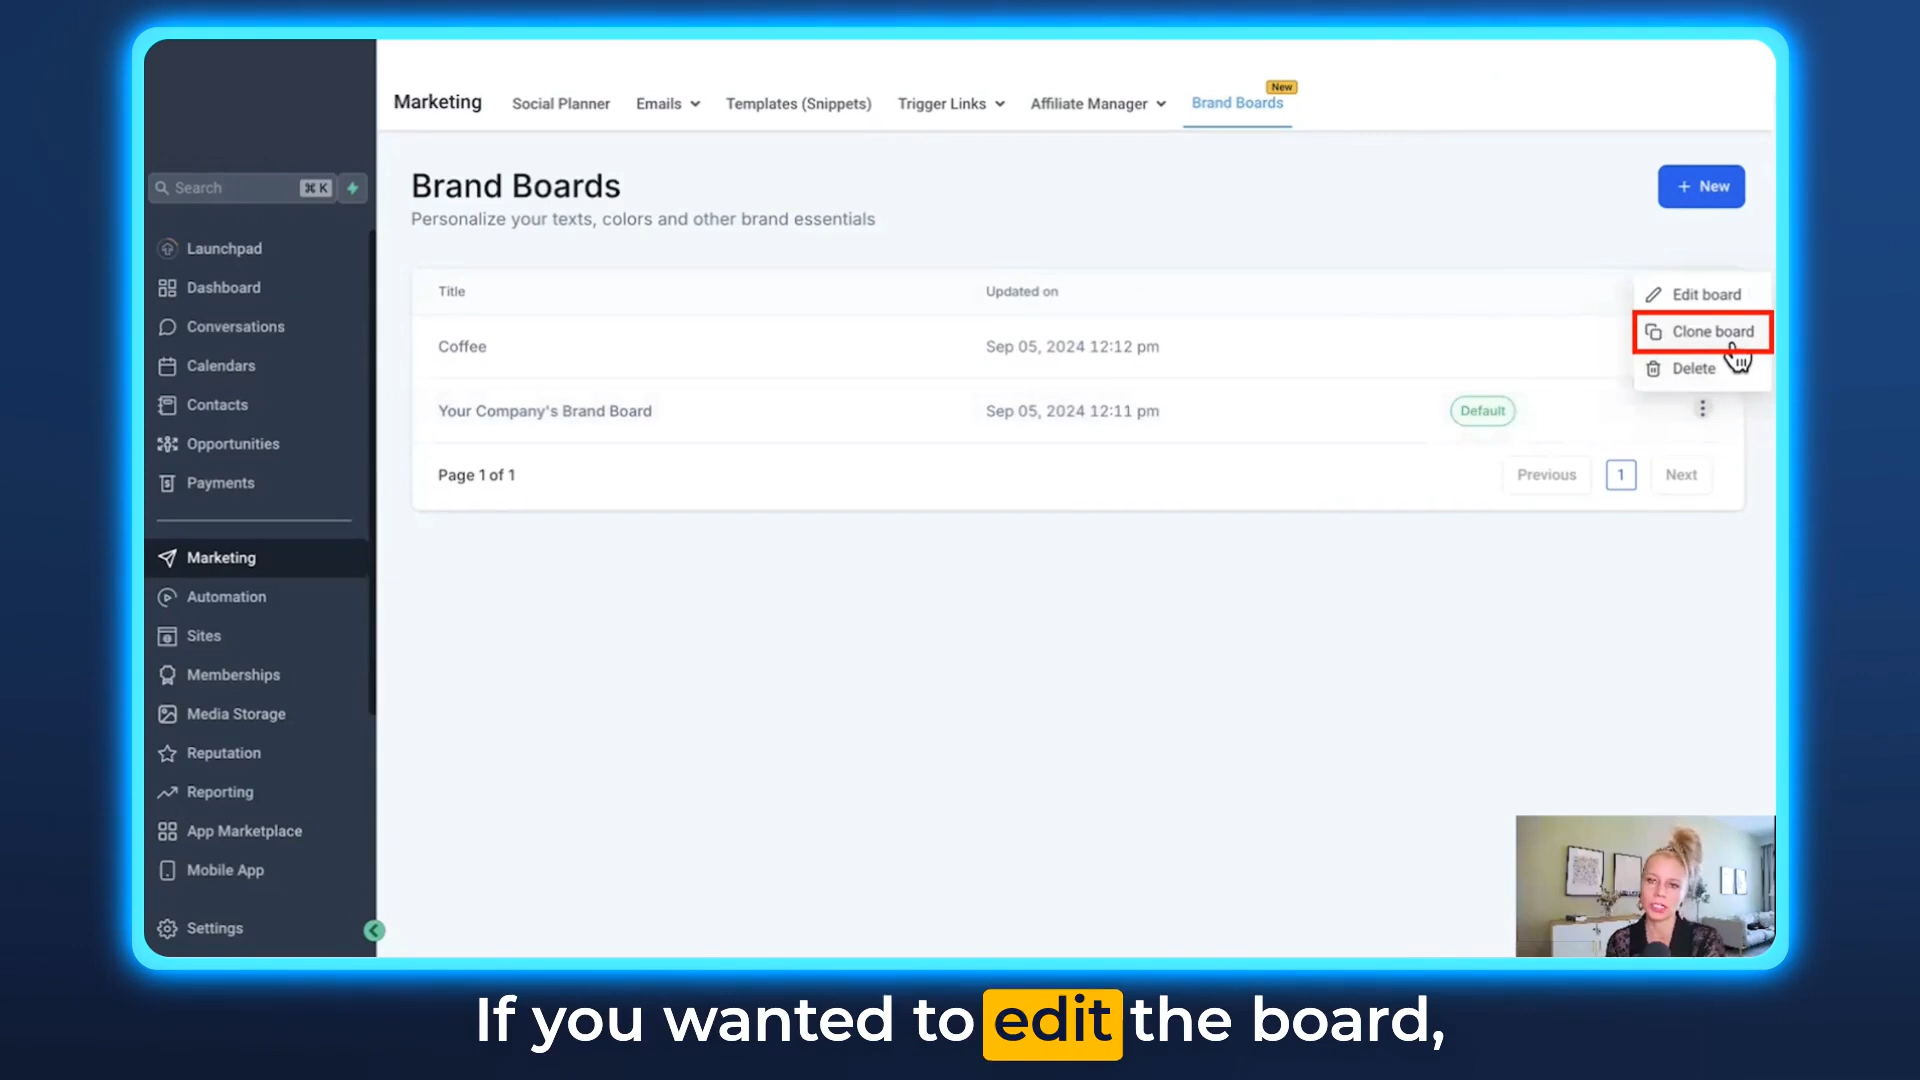 Marketing
Social Planner
Emails
Templates (Snippets)
Trigger Links
Affiliate Manager
Brand Boards
New
Search
⌘ K
Launchpad
Dashboard
Conversations
Calendars
Contacts
Opportunities
Payments
Marketing
Automation
Sites
Memberships
Media Storage
Reputation
Reporting
App Marketplace
Mobile App
Settings
Brand Boards
Personalize your texts, colors and other brand essentials
+ New
Title
Updated on
Coffee
Sep 05, 2024 12:12 pm
Your Company's Brand Board
Sep 05, 2024 12:11 pm
Default
Edit board
Clone board
Delete
Page 1 of 1
Previous
1
Next
If you wanted to edit the board,